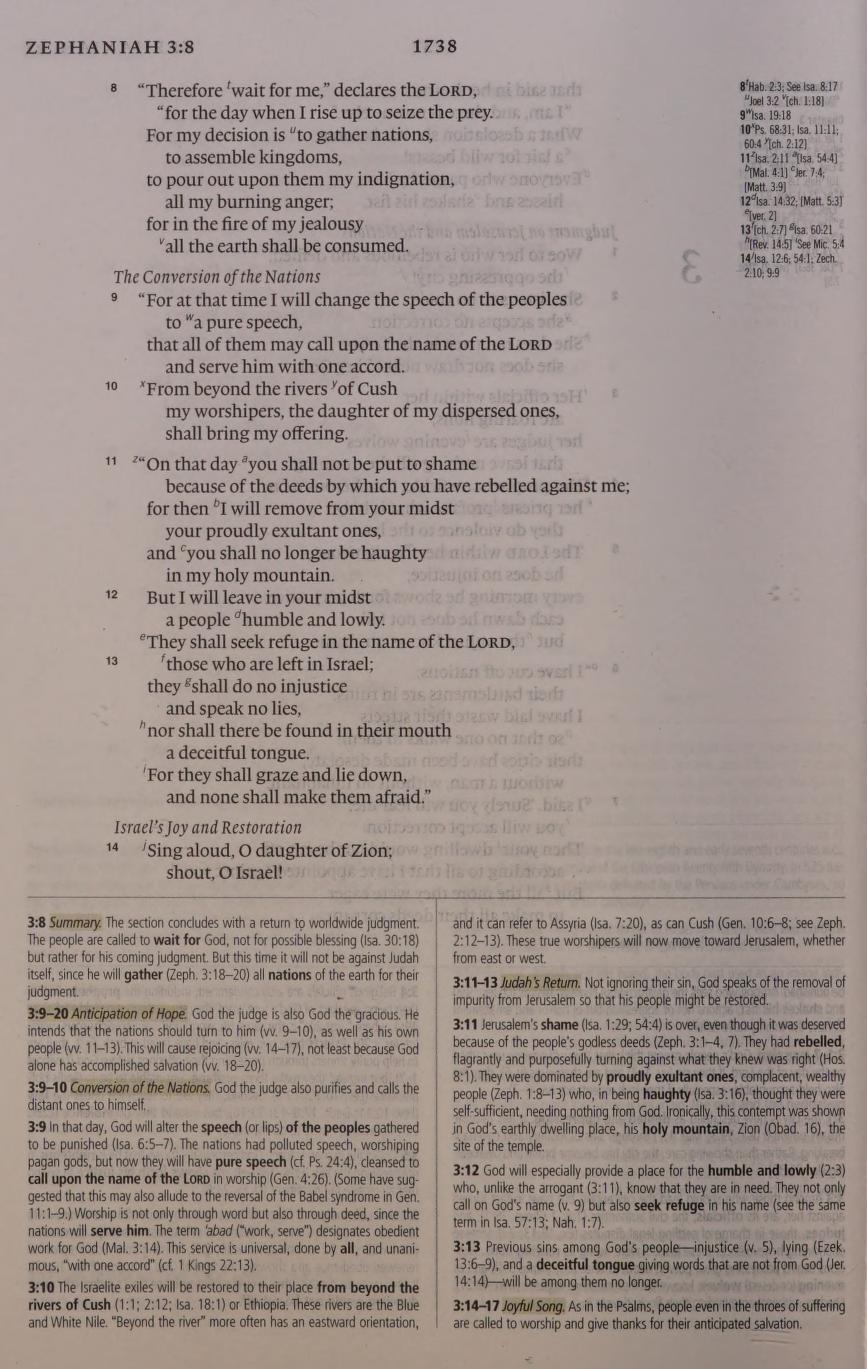 ZEPHANIAH 3:8
1738
8 “Therefore ᵗwait for me,” declares the LORD,
“for the day when I rise up to seize the prey.
For my decision is ᵘto gather nations,
to assemble kingdoms,
to pour out upon them my indignation,
all my burning anger;
for in the fire of my jealousy
ᵛall the earth shall be consumed.
The Conversion of the Nations
9 “For at that time I will change the speech of the peoples
to ʷa pure speech,
that all of them may call upon the name of the LORD
and serve him with one accord.
10 ˣFrom beyond the rivers ʸof Cush
my worshipers, the daughter of my dispersed ones,
shall bring my offering.
11 ᶻ“On that day ᵃyou shall not be put to shame
because of the deeds by which you have rebelled against me;
for then ᵇI will remove from your midst
your proudly exultant ones,
and ᶜyou shall no longer be haughty
in my holy mountain.
12 But I will leave in your midst
a people ᵈhumble and lowly.
ᵉThey shall seek refuge in the name of the LORD,
13 ᶠthose who are left in Israel;
they ᵍshall do no injustice
and speak no lies,
ʰnor shall there be found in their mouth
a deceitful tongue.
ⁱFor they shall graze and lie down,
and none shall make them afraid.”
Israel’s Joy and Restoration
14 ʲSing aloud, O daughter of Zion;
shout, O Israel!
8ᵗHab. 2:3; See Isa. 8:17
ᵘJoel 3:2 ᵛ[ch. 1:18]
9ʷIsa. 19:18
10ˣPs. 68:31; Isa. 11:11;
60:4 ʸ[ch. 2:12]
11ᶻIsa. 2:11 ᵃ[Isa. 54:4]
ᵇ[Mal. 4:1] ᶜJer. 7:4;
[Matt. 3:9]
12ᵈIsa. 14:32; [Matt. 5:3]
ᵉ[ver. 2]
13ᶠ[ch. 2:7] ᵍIsa. 60:21
ʰ[Rev. 14:5] ⁱSee Mic. 5:4
14ʲIsa. 12:6; 54:1; Zech.
2:10; 9:9
3:8 Summary. The section concludes with a return to worldwide judgment.
The people are called to wait for God, not for possible blessing (Isa. 30:18)
but rather for his coming judgment. But this time it will not be against Judah
itself, since he will gather (Zeph. 3:18–20) all nations of the earth for their
judgment.
3:9–20 Anticipation of Hope. God the judge is also God the gracious. He
intends that the nations should turn to him (vv. 9–10), as well as his own
people (vv. 11–13). This will cause rejoicing (vv. 14–17), not least because God
alone has accomplished salvation (vv. 18–20).
3:9–10 Conversion of the Nations. God the judge also purifies and calls the
distant ones to himself.
3:9 In that day, God will alter the speech (or lips) of the peoples gathered
to be punished (Isa. 6:5–7). The nations had polluted speech, worshiping
pagan gods, but now they will have pure speech (cf. Ps. 24:4), cleansed to
call upon the name of the LORD in worship (Gen. 4:26). (Some have sug-
gested that this may also allude to the reversal of the Babel syndrome in Gen.
11:1–9.) Worship is not only through word but also through deed, since the
nations will serve him. The term ‘abad (“work, serve”) designates obedient
work for God (Mal. 3:14). This service is universal, done by all, and unani-
mous, “with one accord” (cf. 1 Kings 22:13).
3:10 The Israelite exiles will be restored to their place from beyond the
rivers of Cush (1:1; 2:12; Isa. 18:1) or Ethiopia. These rivers are the Blue
and White Nile. “Beyond the river” more often has an eastward orientation,
and it can refer to Assyria (Isa. 7:20), as can Cush (Gen. 10:6–8; see Zeph.
2:12–13). These true worshipers will now move toward Jerusalem, whether
from east or west.
3:11–13 Judah’s Return. Not ignoring their sin, God speaks of the removal of
impurity from Jerusalem so that his people might be restored.
3:11 Jerusalem’s shame (Isa. 1:29; 54:4) is over, even though it was deserved
because of the people’s godless deeds (Zeph. 3:1–4, 7). They had rebelled,
flagrantly and purposefully turning against what they knew was right (Hos.
8:1). They were dominated by proudly exultant ones, complacent, wealthy
people (Zeph. 1:8–13) who, in being haughty (Isa. 3:16), thought they were
self-sufficient, needing nothing from God. Ironically, this contempt was shown
in God’s earthly dwelling place, his holy mountain, Zion (Obad. 16), the
site of the temple.
3:12 God will especially provide a place for the humble and lowly (2:3)
who, unlike the arrogant (3:11), know that they are in need. They not only
call on God’s name (v. 9) but also seek refuge in his name (see the same
term in Isa. 57:13; Nah. 1:7).
3:13 Previous sins among God’s people—injustice (v. 5), lying (Ezek.
13:6–9), and a deceitful tongue giving words that are not from God (Jer.
14:14)—will be among them no longer.
3:14–17 Joyful Song. As in the Psalms, people even in the throes of suffering
are called to worship and give thanks for their anticipated salvation.